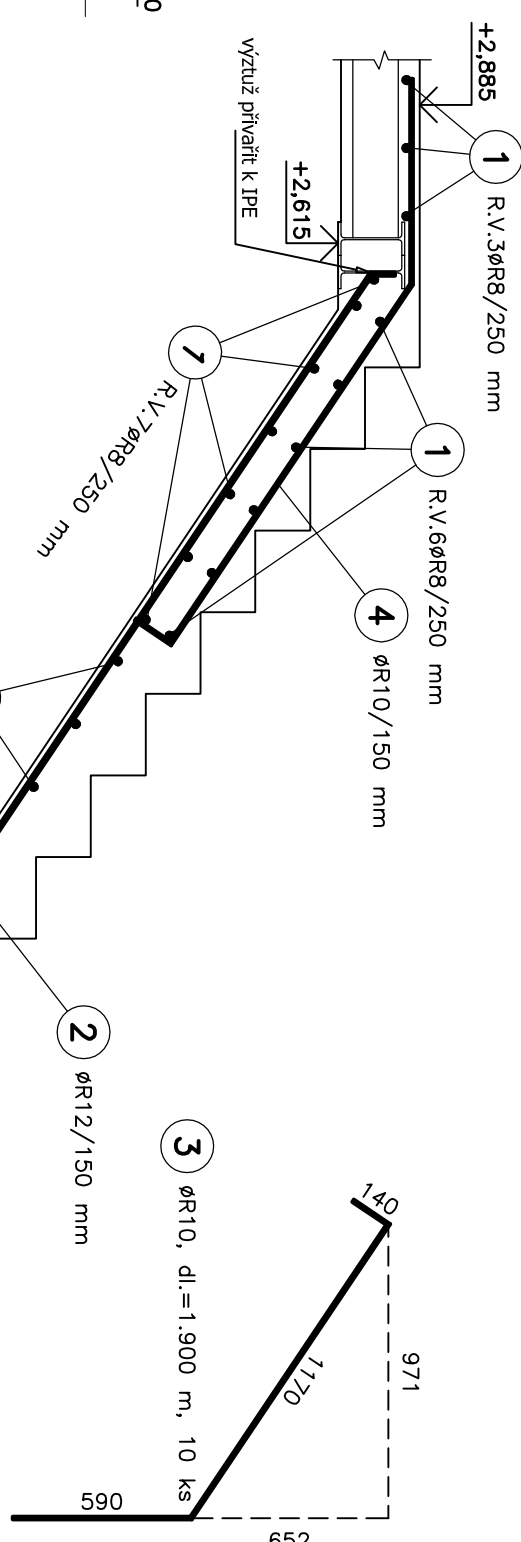 +2,885
1
R.V.3øR8/250 mm
výztuž přivařit k IPE
+2,615
1
R.V.7øR8/250 mm
1
R.V.6øR8/250 mm
4
øR10/150 mm
2
øR12/150 mm
3
øR10, dl.=1.900 m, 10 ks
140
971
1170
590
652